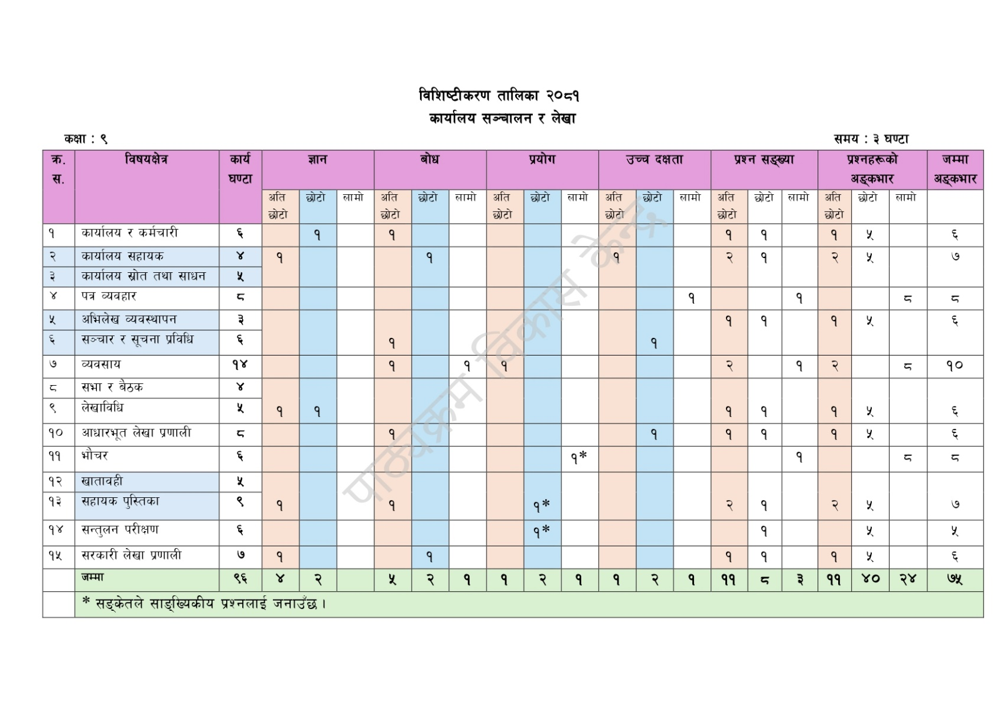 विशिष्टीकरण तालिका २०८१
कार्यालय सञ्चालन र लेखा
कक्षा : ९ समय : ३ घण्टा
क्र. विषयक्षेत्र कार्य ज्ञान बोध प्रयोग उच्च दक्षता प्रश्न सङ्ख्या प्रश्नहरूको जम्मा
स. घण्टा अङ्कभार अङ्कभार
अति छोटो लामो अति छोटो लामो अति छोटो लामो अति छोटो लामो अति छोटो लामो अति छोटो लामो
छोटो छोटो छोटो छोटो छोटो छोटो
१ कार्यालय र कर्मचारी ६ १ १ १ १ १ ५ ६
२ कार्यालय सहायक ४ १ १ १ २ १ २ ५ ७
३ कार्यालय स्रोत तथा साधन ५
४ पत्र व्यवहार ८ १ १ ८ ८
५ अभिलेख व्यवस्थापन ३ १ १ १ ५ ६
६ सञ्चार र सूचना प्रविधि ६ १ १
७ व्यवसाय १४ १ १ १ २ १ २ ८ १०
८ सभा र बैठक ४
९ लेखाविधि ५ १ १ १ १ १ ५ ६
१० आधारभूत लेखा प्रणाली ८ १ १ १ १ १ ५ ६
११ भौचर ६ १* १ ८ ८
१२ खातावही ५
१३ सहायक पुस्तिका ९ १ १ १* २ १ २ ५ ७
१४ सन्तुलन परीक्षण ६ १* १ ५ ५
१५ सरकारी लेखा प्रणाली ७ १ १ १ १ १ ५ ६
जम्मा ९६ ४ २ ५ २ १ १ २ १ १ २ १ ११ ८ ३ ११ ४० २४ ७५
* सङ्केतले साङ्ख्यिकीय प्रश्नलाई जनाउँछ ।
पाठ्यक्रम विकास केन्द्र